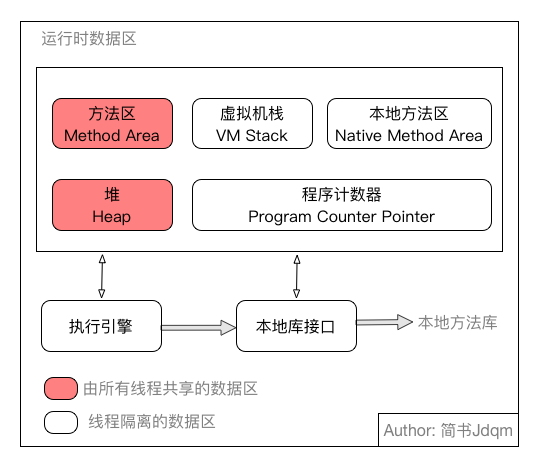 运行时数据区
方法区
Method Area
虚拟机栈
VM Stack
本地方法区
Native Method Area
堆
Heap
程序计数器
Program Counter Pointer
执行引擎
本地库接口
本地方法库
由所有线程共享的数据区
线程隔离的数据区
Author: 简书Jdqm